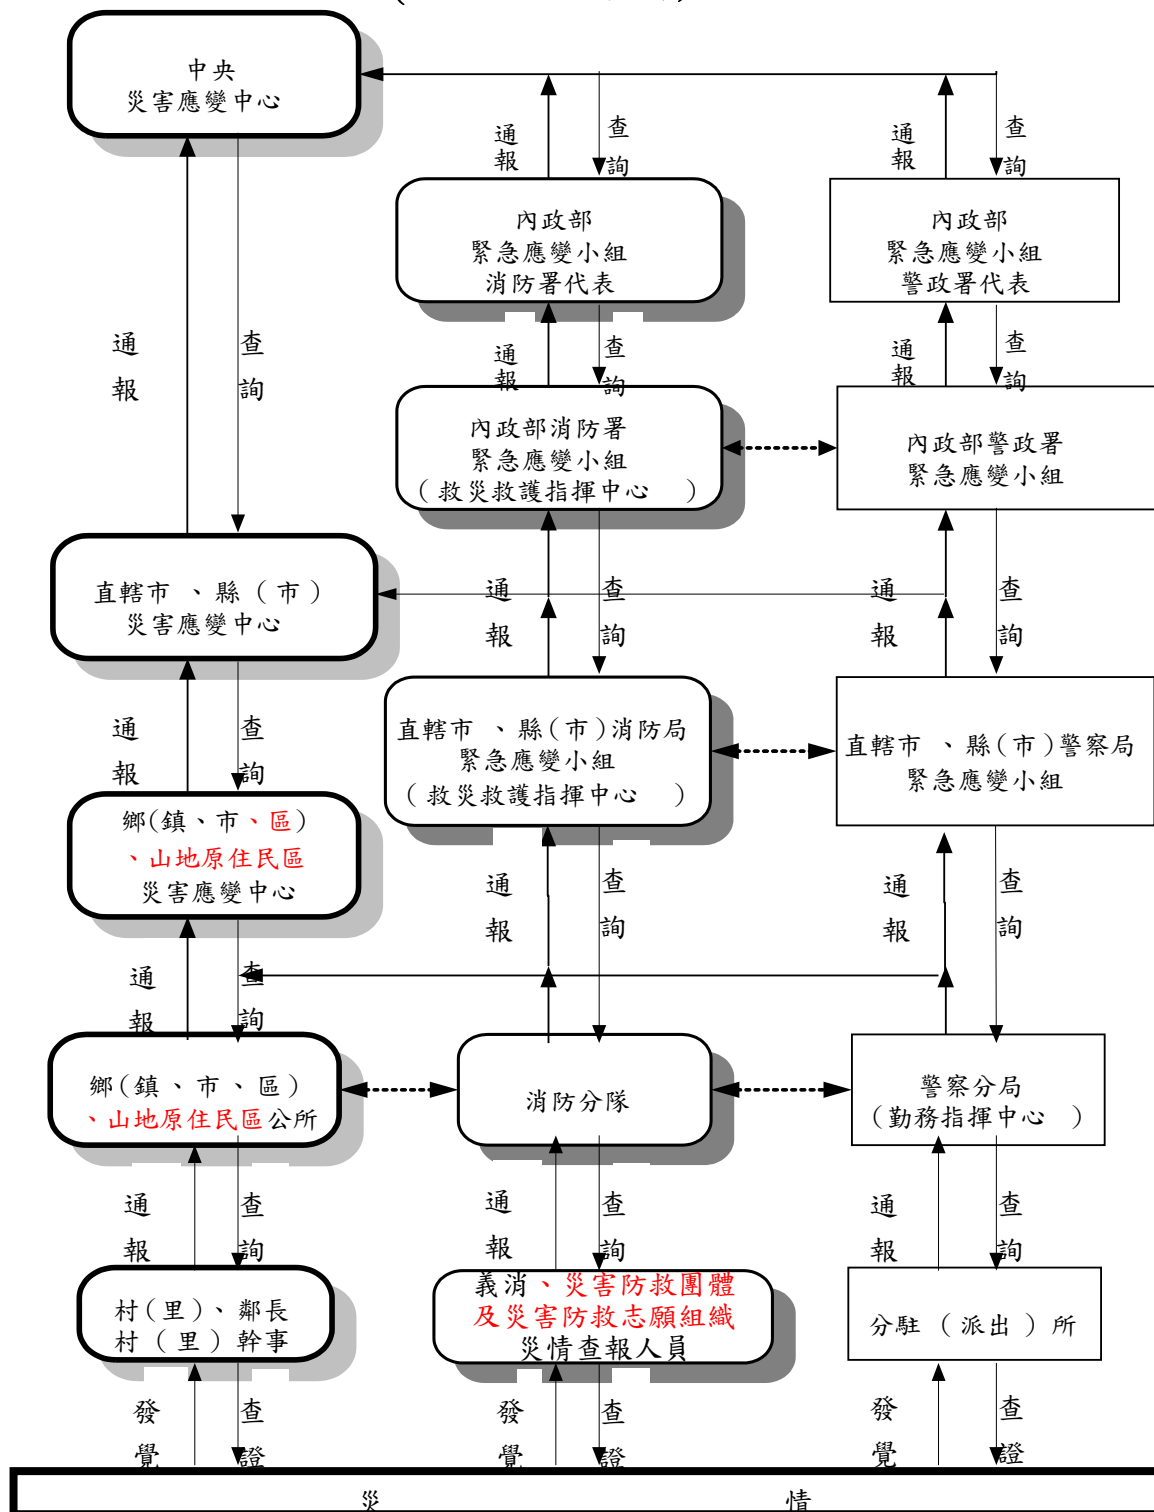 中央
災害應變中心
通報
查詢
通報
查詢
內政部
緊急應變小組
消防署代表
內政部
緊急應變小組
警政署代表
通報
查詢
通報
查詢
通報
查詢
內政部消防署
緊急應變小組
(救災救護指揮中心 )
內政部警政署
緊急應變小組
直轄市 、縣 ( 市 )
災害應變中心
通報
查詢
通報
查詢
通報
查詢
直轄市 、縣(市)消防局
緊急應變小組
(救災救護指揮中心 )
直轄市 、縣(市)警察局
緊急應變小組
鄉(鎮、市、區)
、山地原住民區
災害應變中心
通報
查詢
通報
查詢
通報
查詢
鄉(鎮、市、區)
、山地原住民區公所
消防分隊
警察分局
(勤務指揮中心 )
通報
查詢
通報
查詢
通報
查詢
村(里)、鄰長
村(里)幹事
義消、災害防救團體
及災害防救志願組織
災情查報人員
分駐 (派出 ) 所
發覺
查證
發覺
查證
發覺
查證
災 情